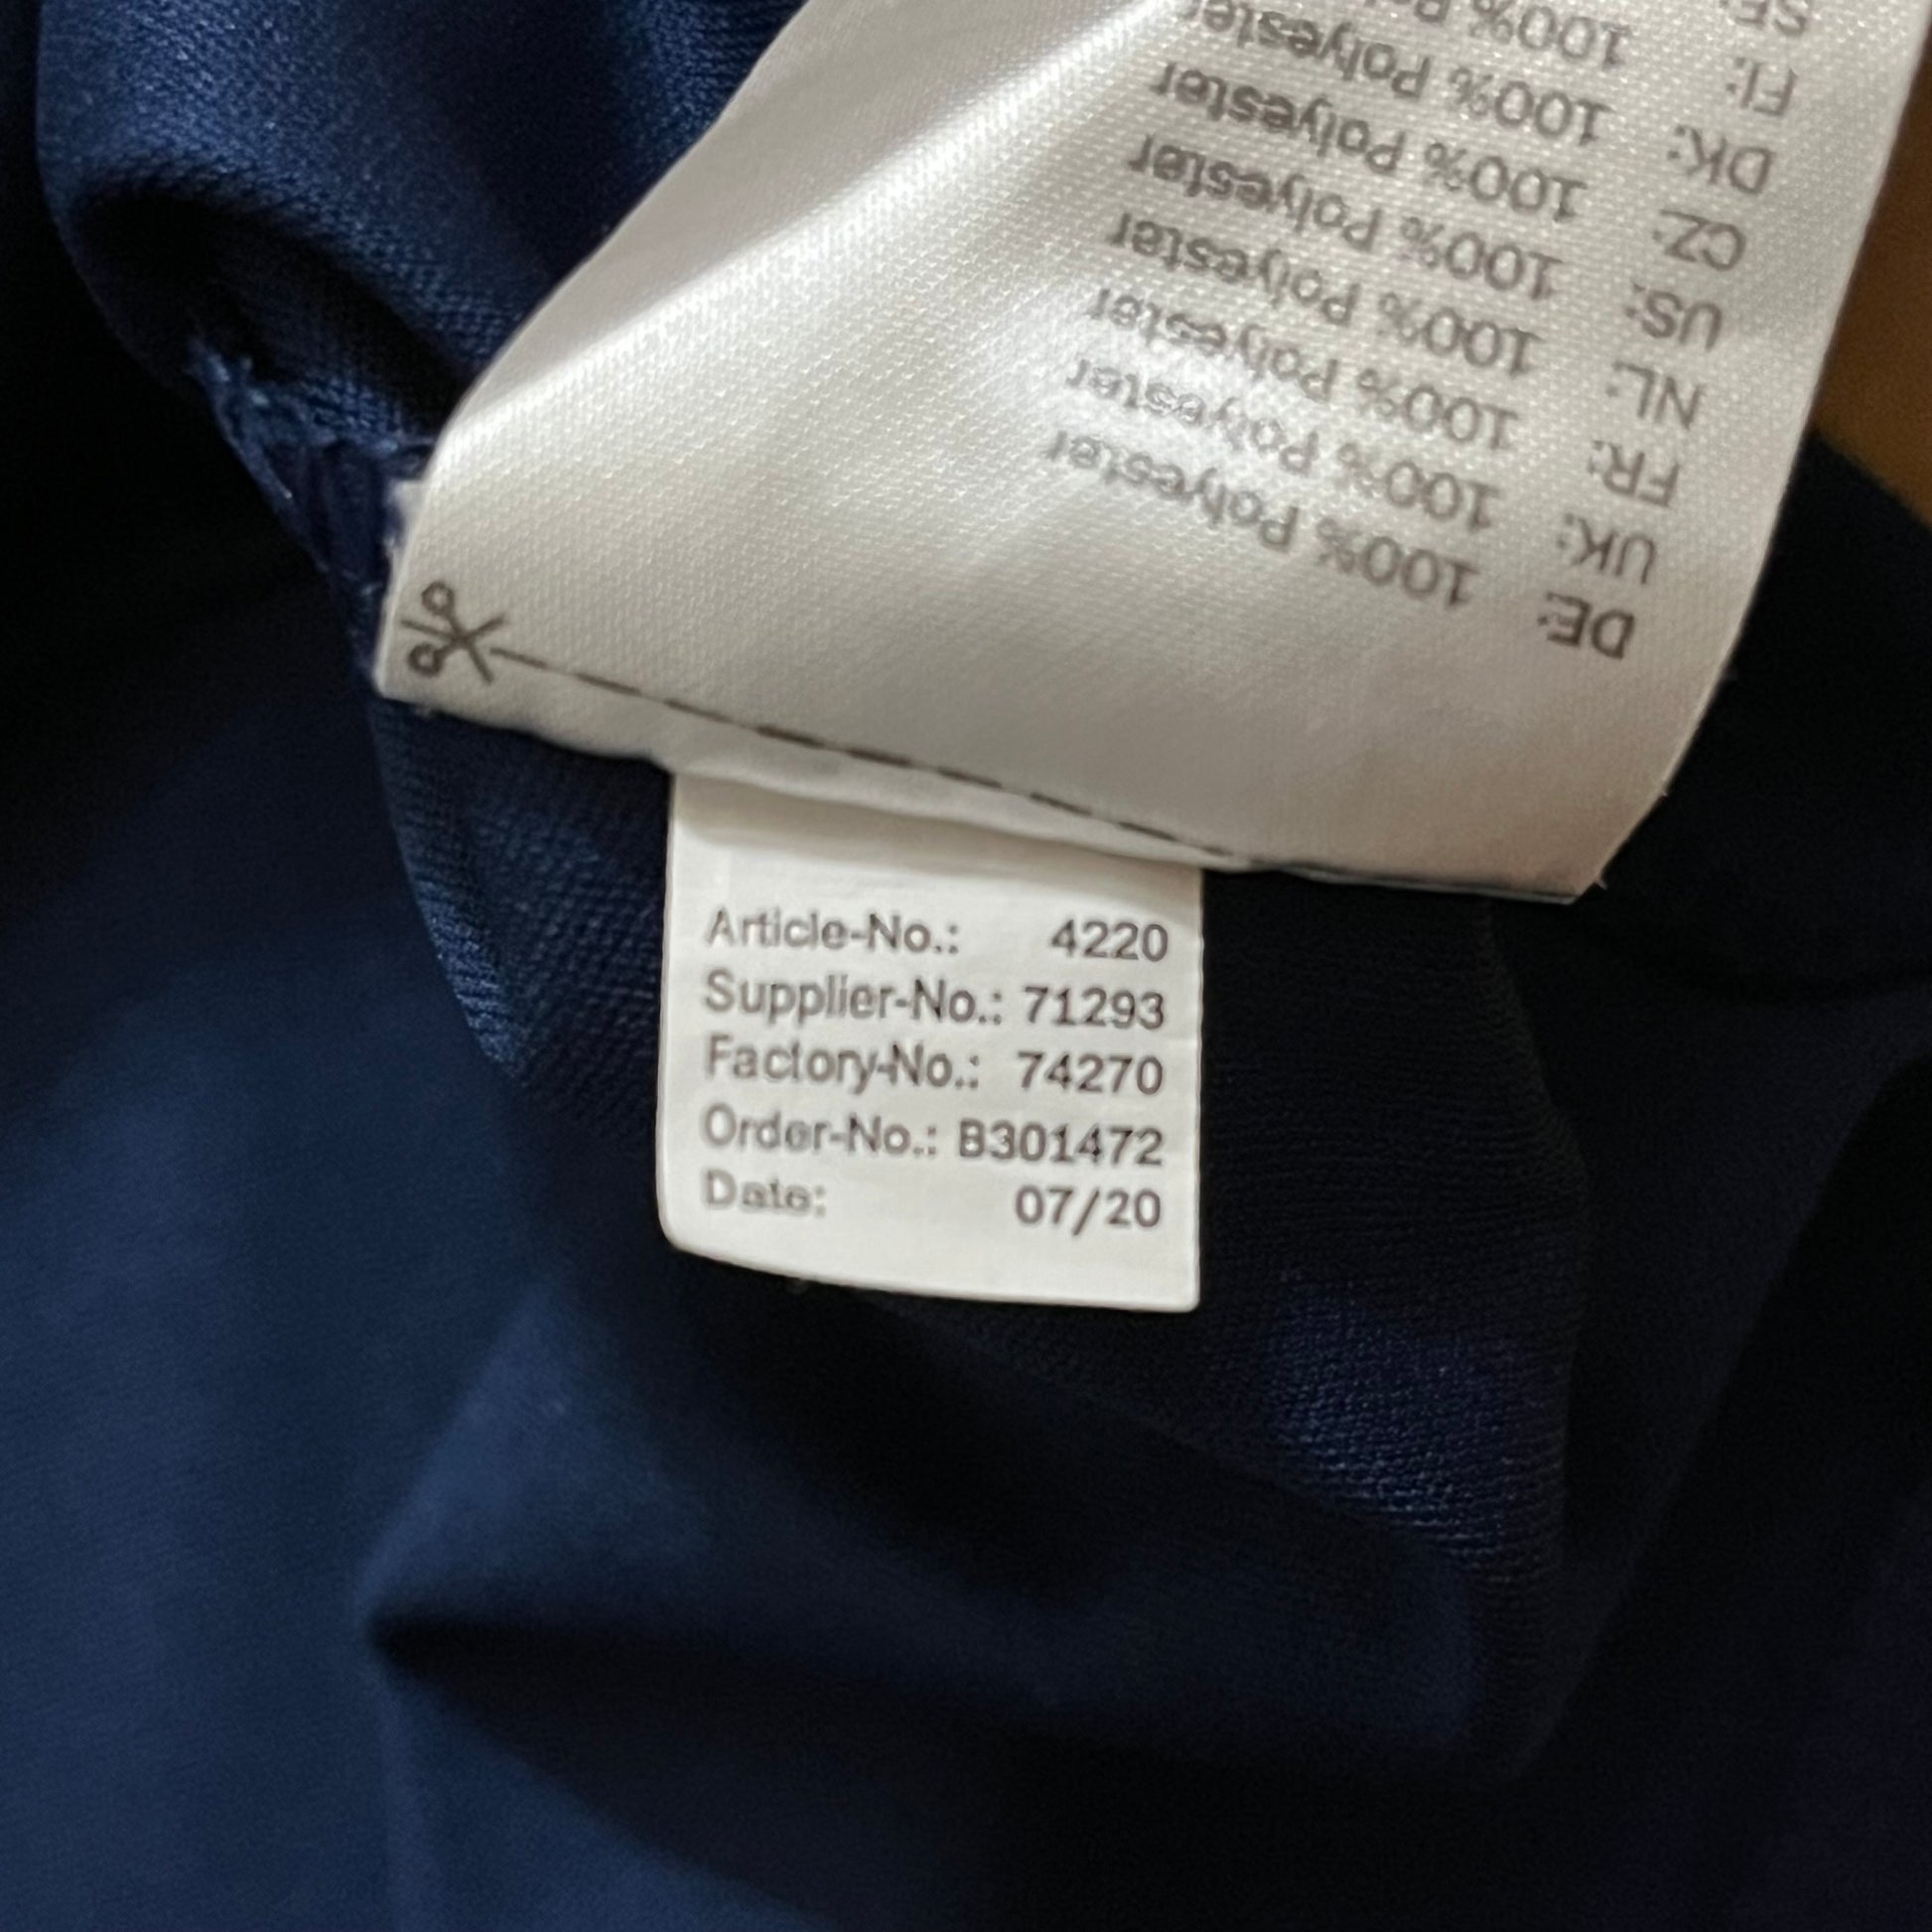 DE: 100% Polyester
UK: 100% Polyester
FR: 100% Polyester
NL: 100% Polyester
US: 100% Polyester
CZ: 100% Polyester
DK: 100% Polyester
FI: 100%
SE:
Article-No.: 4220
Supplier-No.: 71293
Factory-No.: 74270
Order-No.: B301472
Date: 07/20